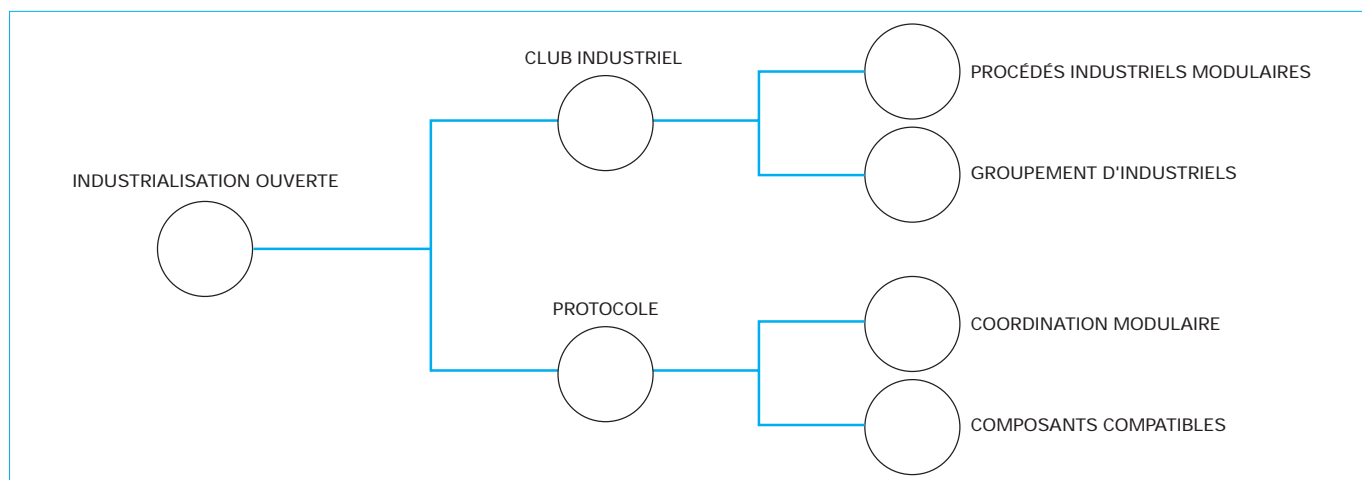 CLUB INDUSTRIEL
PROCÉDÉS INDUSTRIELS MODULAIRES
GROUPEMENT D'INDUSTRIELS
INDUSTRIALISATION OUVERTE
PROTOCOLE
COORDINATION MODULAIRE
COMPOSANTS COMPATIBLES